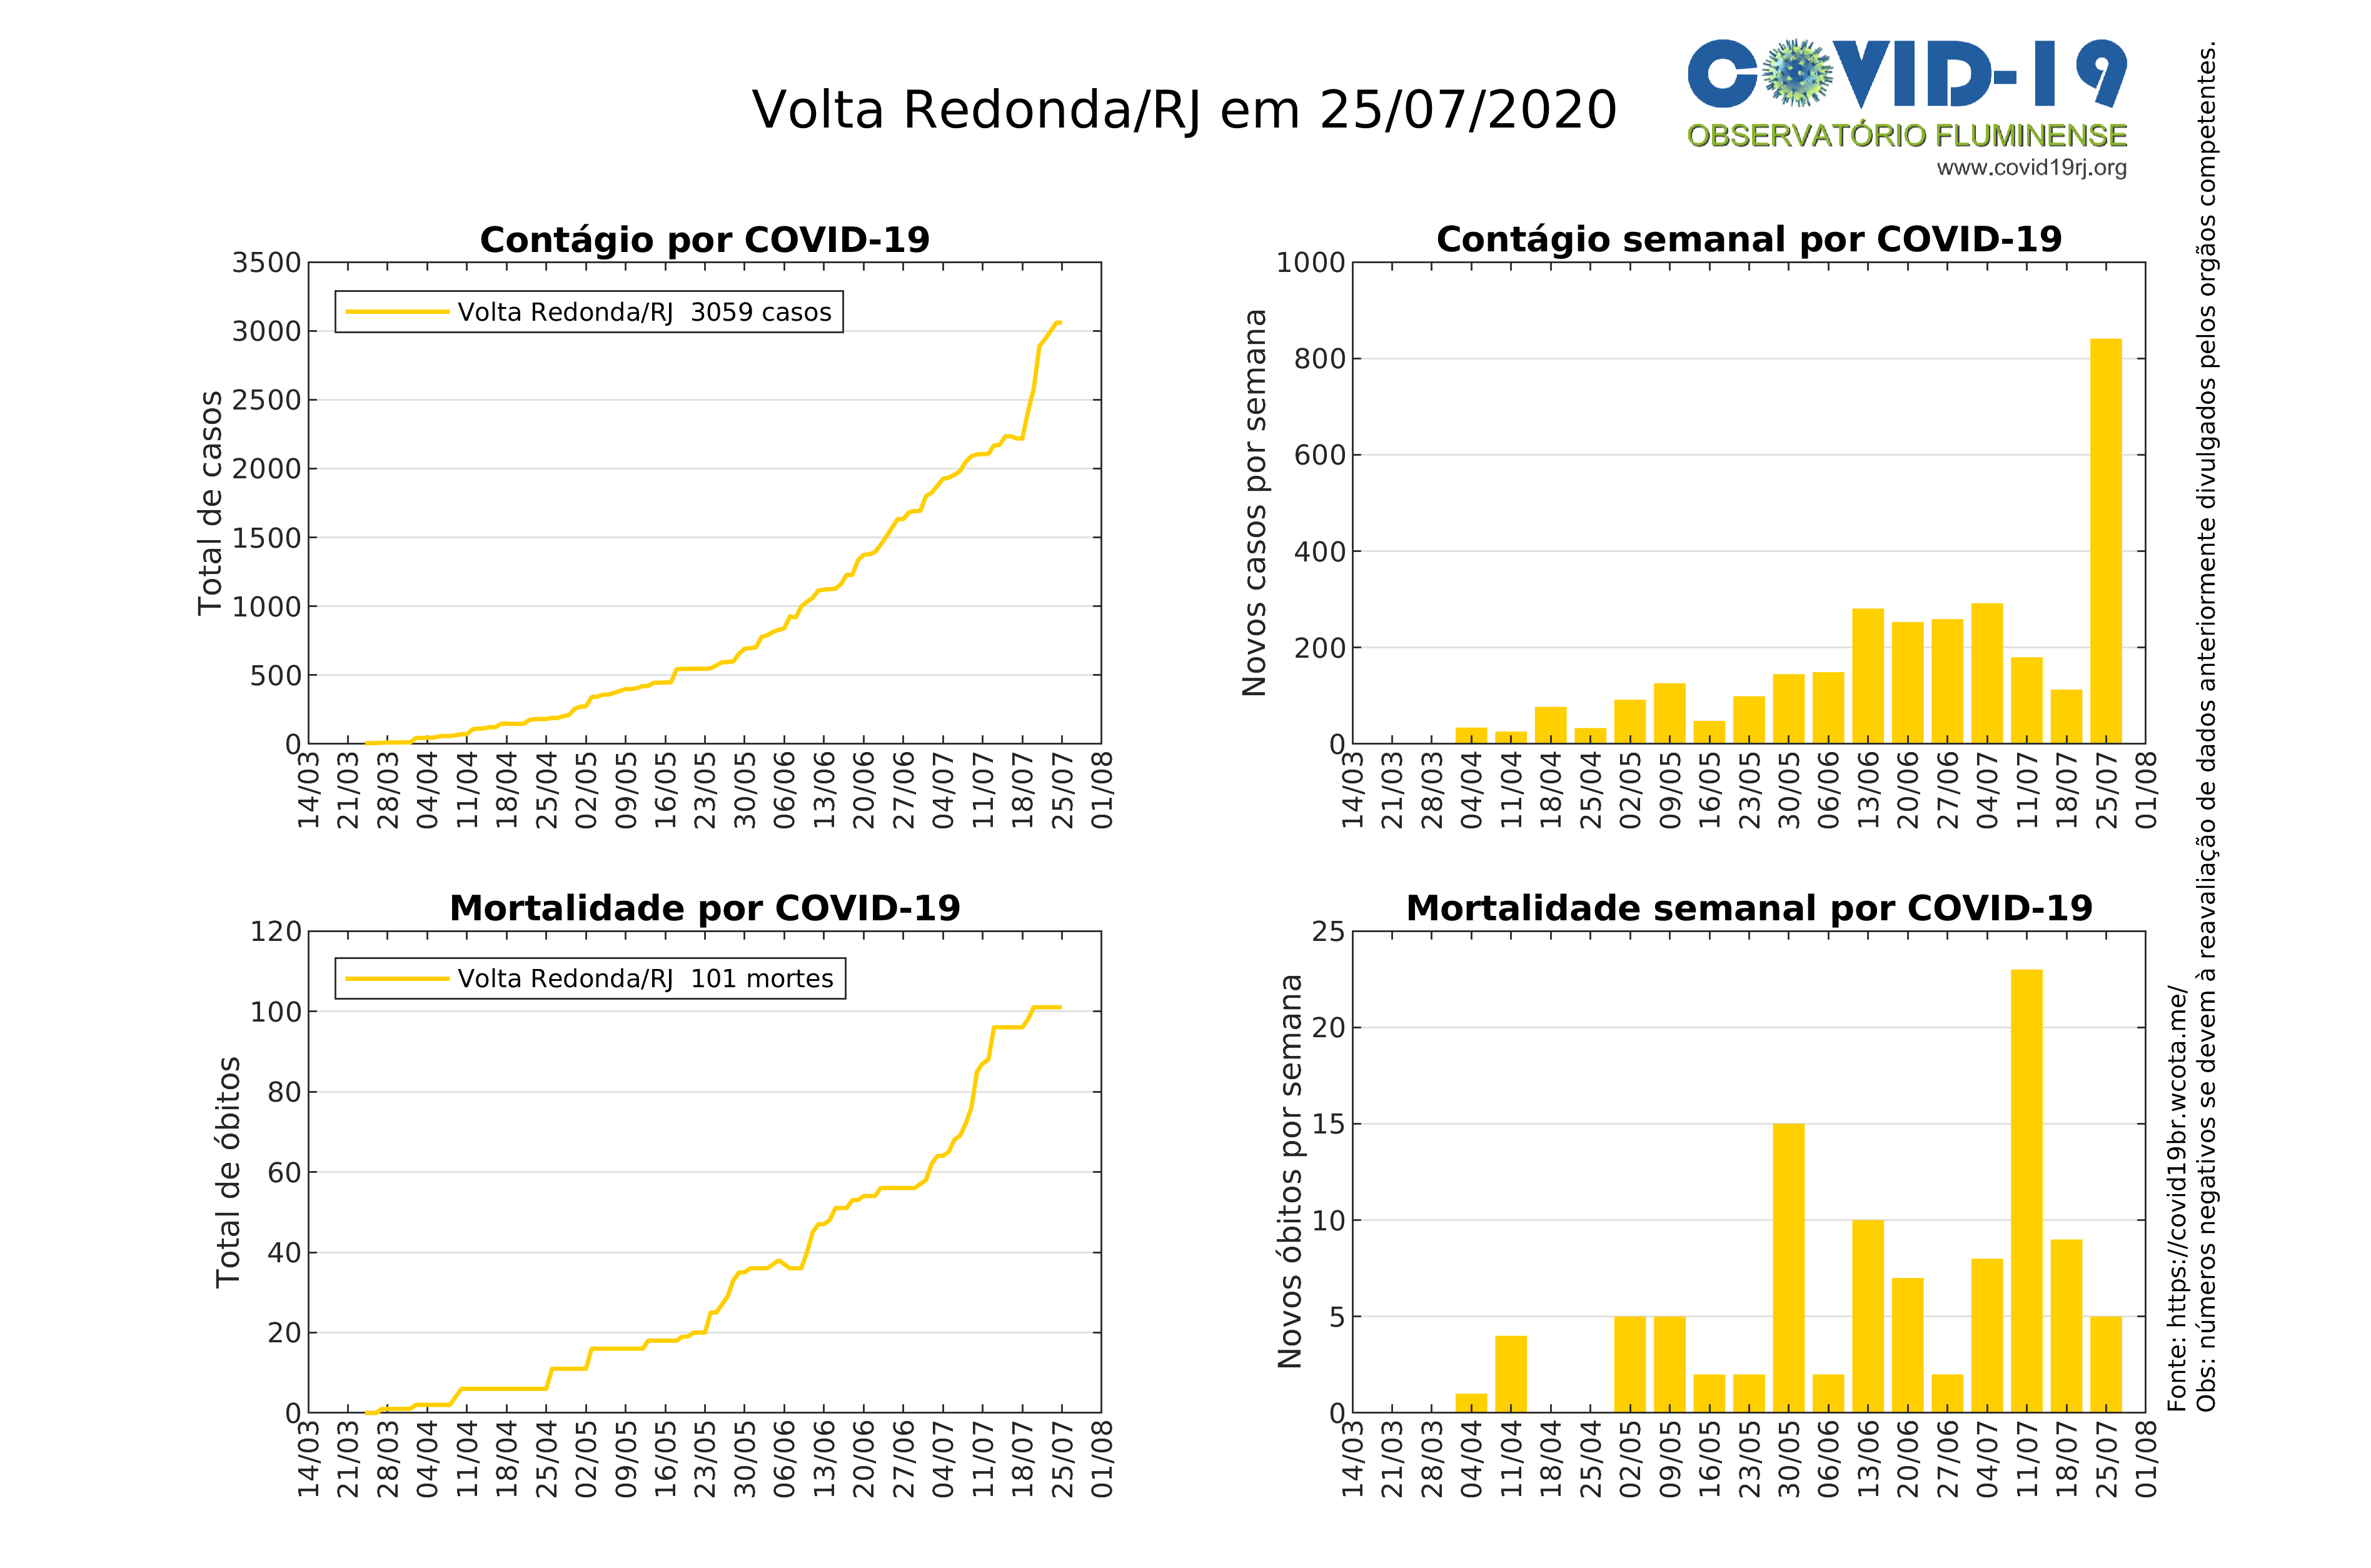 Volta Redonda/RJ em 25/07/2020
COVID-19
OBSERVATÓRIO FLUMINENSE
www.covid19rj.org
Contágio por COVID-19
Total de casos
3500
3000
2500
2000
1500
1000
500
0
Volta Redonda/RJ 3059 casos
14/03 21/03 28/03 04/04 11/04 18/04 25/04 02/05 09/05 16/05 23/05 30/05 06/06 13/06 20/06 27/06 04/07 11/07 18/07 25/07 01/08
Contágio semanal por COVID-19
Novos casos por semana
1000
800
600
400
200
0
14/03 21/03 28/03 04/04 11/04 18/04 25/04 02/05 09/05 16/05 23/05 30/05 06/06 13/06 20/06 27/06 04/07 11/07 18/07 25/07 01/08
Mortalidade por COVID-19
Total de óbitos
120
100
80
60
40
20
0
Volta Redonda/RJ 101 mortes
14/03 21/03 28/03 04/04 11/04 18/04 25/04 02/05 09/05 16/05 23/05 30/05 06/06 13/06 20/06 27/06 04/07 11/07 18/07 25/07 01/08
Mortalidade semanal por COVID-19
Novos óbitos por semana
25
20
15
10
5
0
14/03 21/03 28/03 04/04 11/04 18/04 25/04 02/05 09/05 16/05 23/05 30/05 06/06 13/06 20/06 27/06 04/07 11/07 18/07 25/07 01/08
Fonte: https://covid19br.wcota.me/
Obs: números negativos se devem à reavaliação de dados anteriormente divulgados pelos orgãos competentes.